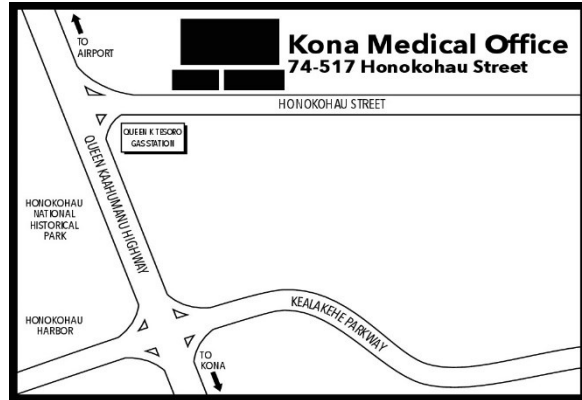 TO
AIRPORT
Kona Medical Office
74-517 Honokohau Street
HONOKOHAU STREET
QUEEN K TESORO
GAS STATION
QUEEN KAAHUMANU HIGHWAY
HONOKOHAU
NATIONAL
HISTORICAL
PARK
HONOKOHAU
HARBOR
KEALAKEHE PARKWAY
TO
KONA